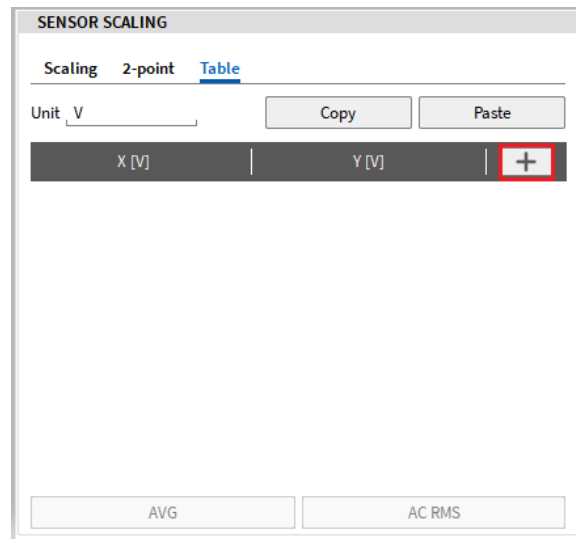 SENSOR SCALING
Scaling 2-point Table
Unit V Copy Paste
X [V] Y [V] +
AVG AC RMS